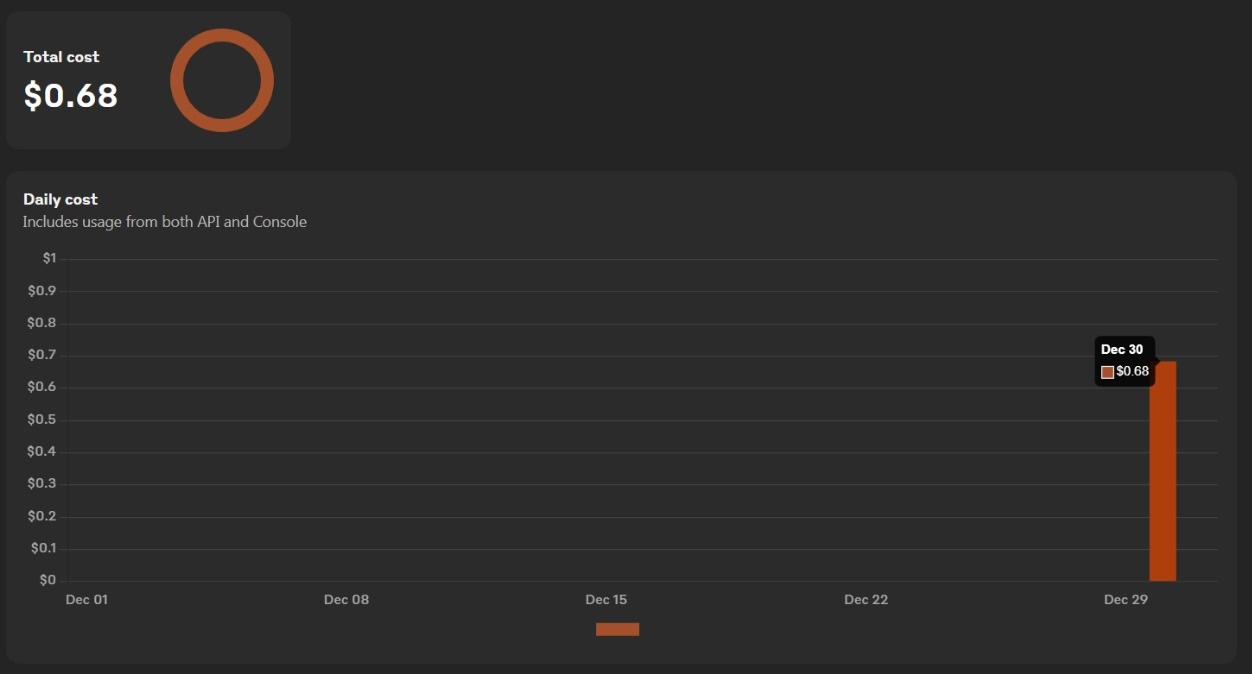 Total cost
$0.68
Daily cost
Includes usage from both API and Console
$1
$0.9
$0.8
$0.7
$0.6
$0.5
$0.4
$0.3
$0.2
$0.1
$0
Dec 30
$0.68
Dec 01 Dec 08 Dec 15 Dec 22 Dec 29